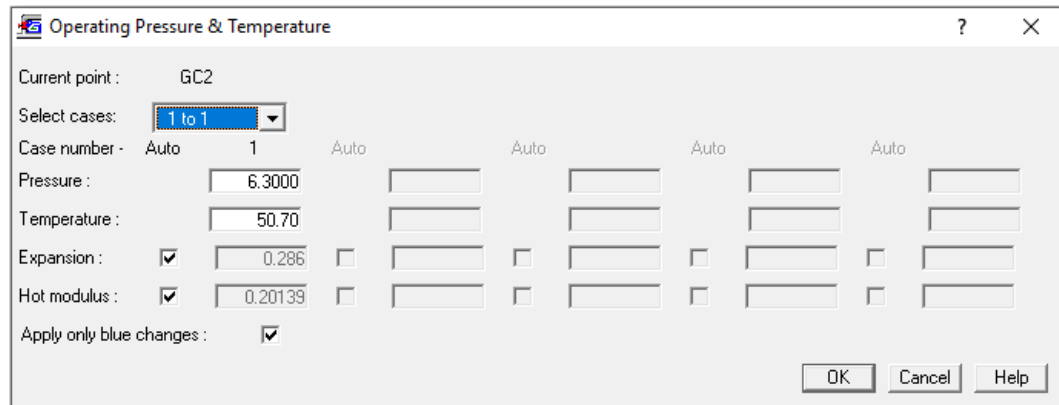 Operating Pressure & Temperature ? X
Current point : GC2
Select cases: 1 to 1
Case number - Auto 1 Auto Auto Auto Auto
Pressure : 6.3000
Temperature : 50.70
Expansion : 0.286
Hot modulus : 0.20139
Apply only blue changes :
OK Cancel Help